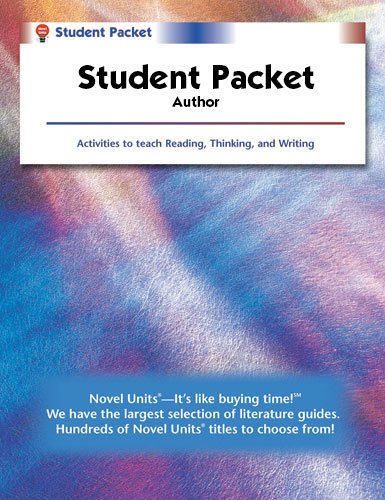 Student Packet
Student Packet
Author
Activities to teach Reading, Thinking, and Writing
Novel Units®—It's like buying time!℠
We have the largest selection of literature guides.
Hundreds of Novel Units® titles to choose from!